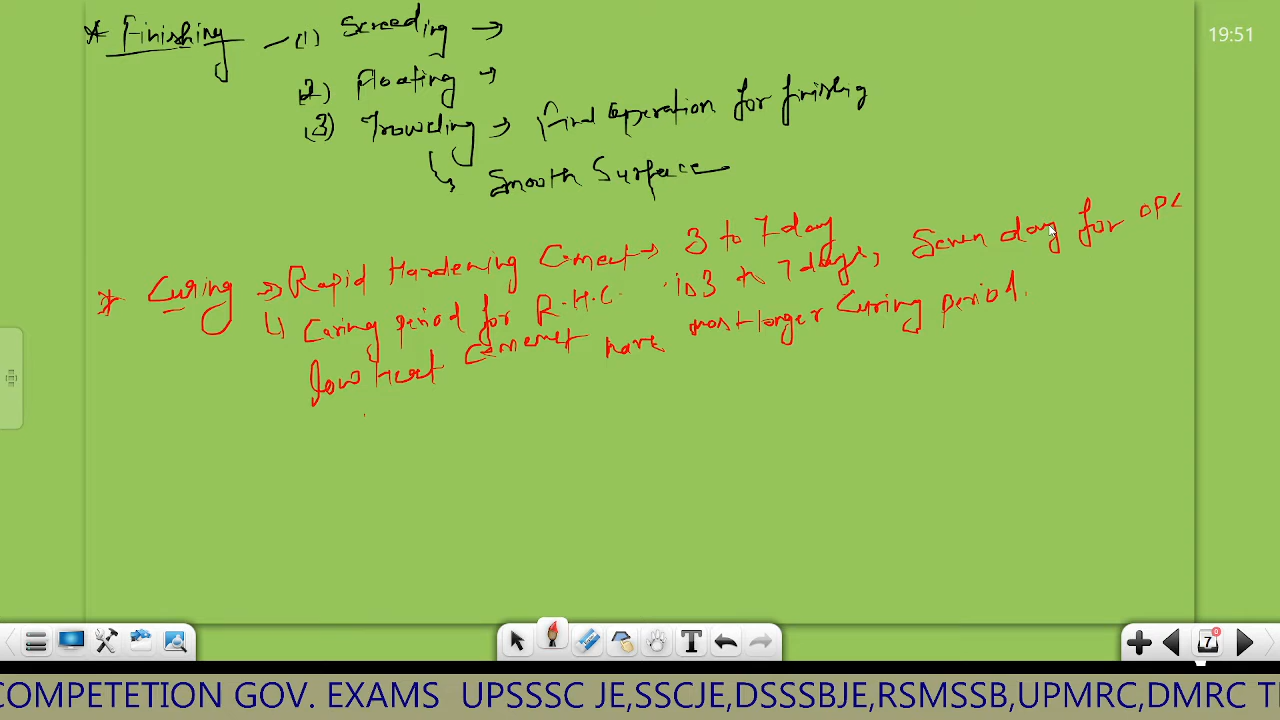 19:51
* Finishing - (1) Screeding →
2) Floating →
(3) Troweling → Final operation for finishing
↳ Smooth Surface
* Curing → Rapid Hardening Cement → 3 to 7 day
↳ Curing period for R.H.C. is 3 to 7 days, Seven day for OPC
low Heat Cement have most longer Curing period.
T
7
COMPETETION GOV. EXAMS UPSSSC JE,SSCJE,DSSSBJE,RSMSSB,UPMRC,DMRC